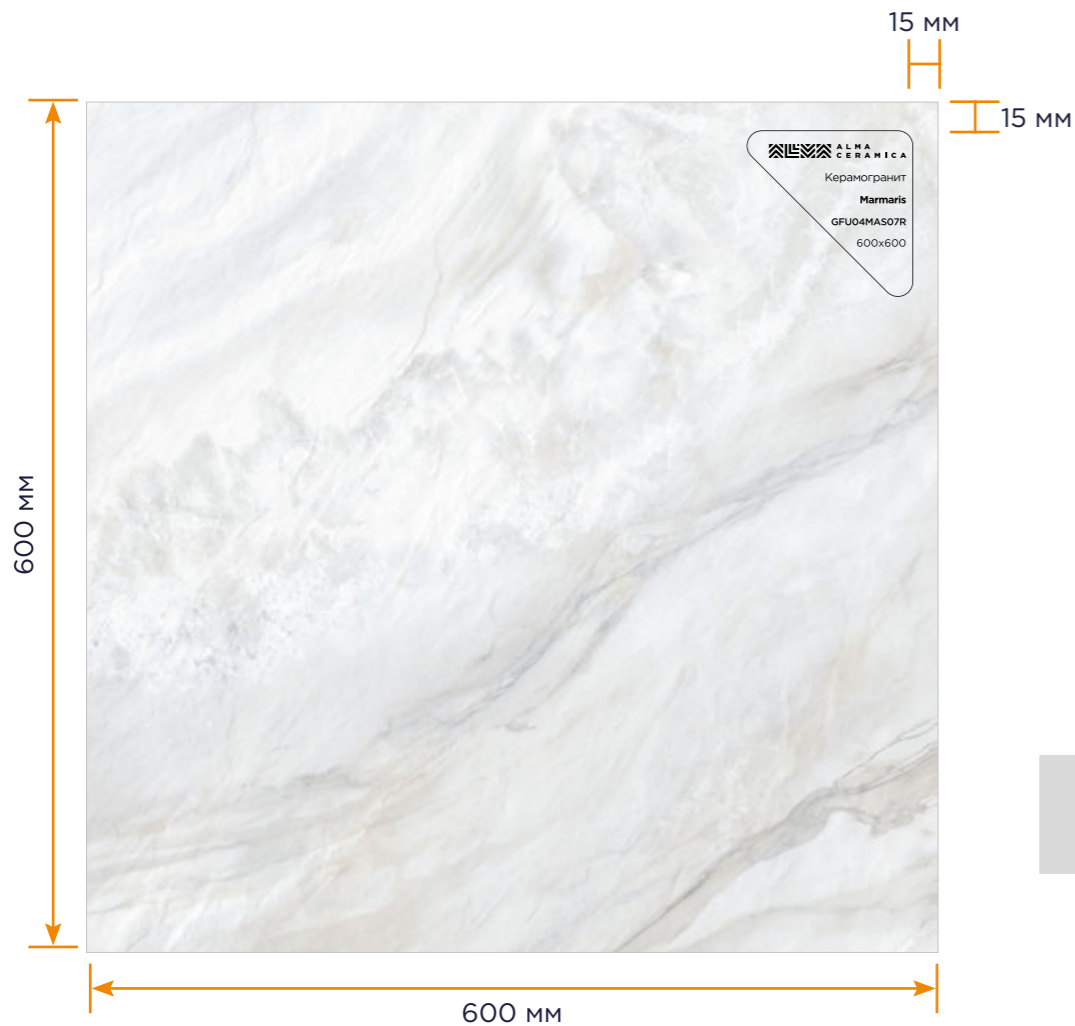 15 мм
15 мм
ALMA
CERAMICA
Керамогранит
Marmaris
GFU04MAS07R
600x600
600 мм
600 мм